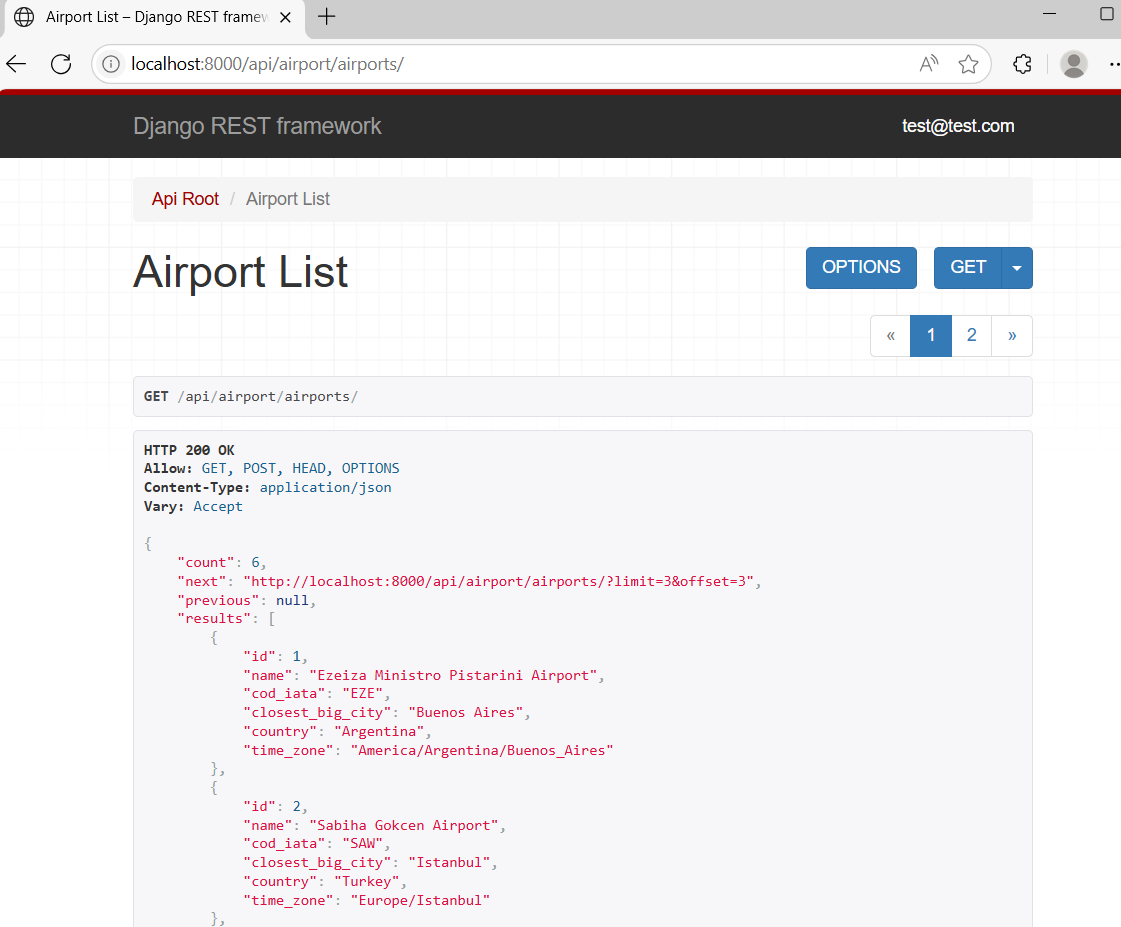 Airport List – Django REST framew
localhost:8000/api/airport/airports/
Django REST framework
test@test.com
Api Root / Airport List
Airport List
OPTIONS
GET
« 1 2 »
GET /api/airport/airports/
HTTP 200 OK
Allow: GET, POST, HEAD, OPTIONS
Content-Type: application/json
Vary: Accept
{
    "count": 6,
    "next": "http://localhost:8000/api/airport/airports/?limit=3&offset=3",
    "previous": null,
    "results": [
        {
            "id": 1,
            "name": "Ezeiza Ministro Pistarini Airport",
            "cod_iata": "EZE",
            "closest_big_city": "Buenos Aires",
            "country": "Argentina",
            "time_zone": "America/Argentina/Buenos_Aires"
        },
        {
            "id": 2,
            "name": "Sabiha Gokcen Airport",
            "cod_iata": "SAW",
            "closest_big_city": "Istanbul",
            "country": "Turkey",
            "time_zone": "Europe/Istanbul"
        },